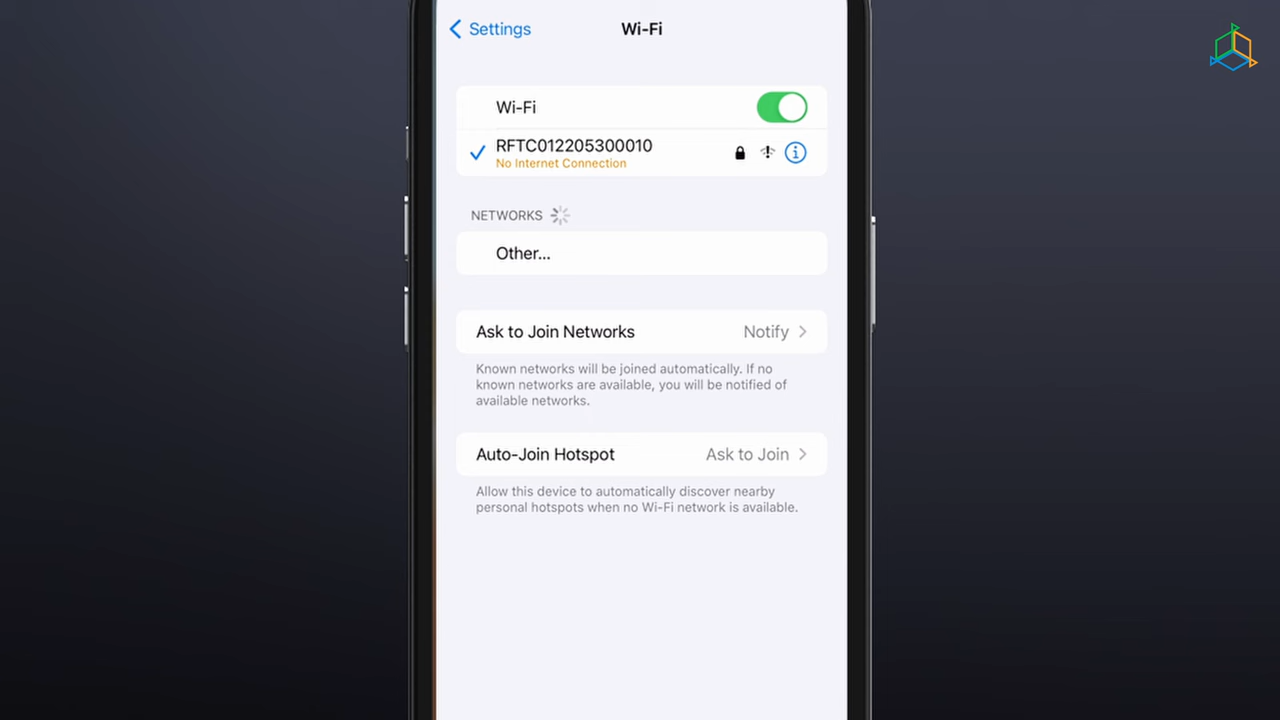 Settings
Wi-Fi
Wi-Fi
RFTC012205300010
No Internet Connection
NETWORKS
Other...
Ask to Join Networks Notify
Known networks will be joined automatically. If no
known networks are available, you will be notified of
available networks.
Auto-Join Hotspot Ask to Join
Allow this device to automatically discover nearby
personal hotspots when no Wi-Fi network is available.